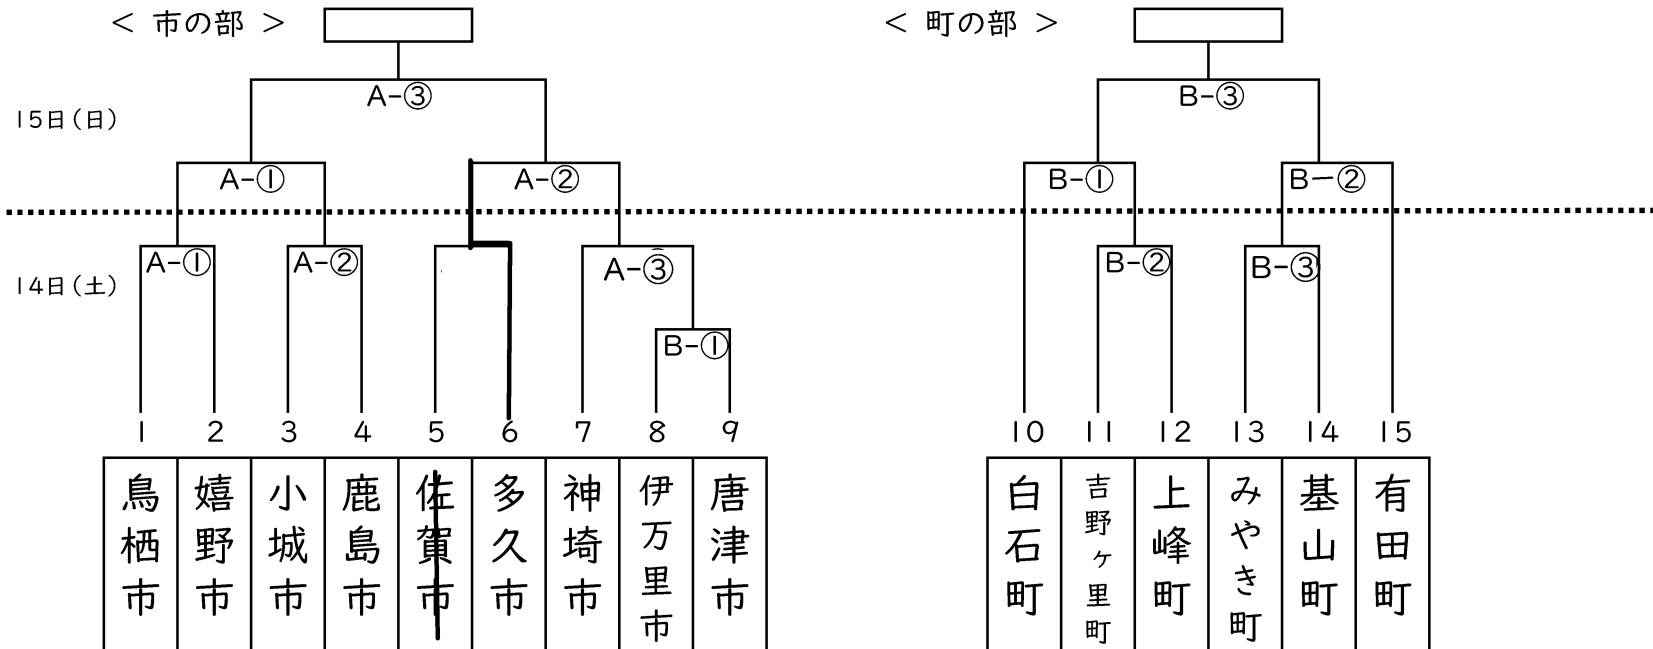 < 市の部 >
< 町の部 >
A-③
B-③
15日(日)
A-①
A-②
B-①
B-②
14日(土)
A-①
A-②
A-③
B-②
B-③
B-①
1 2 3 4 5 6 7 8 9
10 11 12 13 14 15
鳥栖市
嬉野市
小城市
鹿島市
佐賀市
多久市
神埼市
伊万里市
唐津市
白石町
吉野ヶ里町
上峰町
みやき町
基山町
有田町